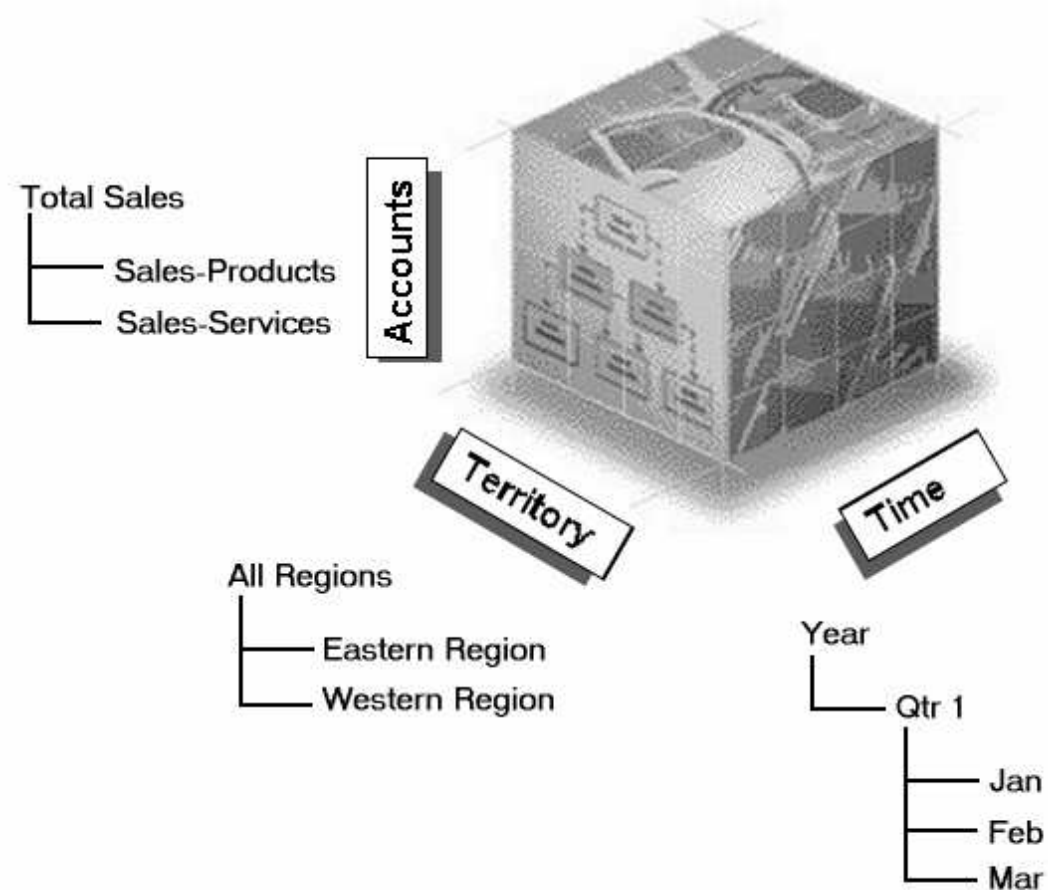 Total Sales
Sales-Products
Sales-Services
Accounts
Territory
Time
All Regions
Eastern Region
Western Region
Year
Qtr 1
Jan
Feb
Mar